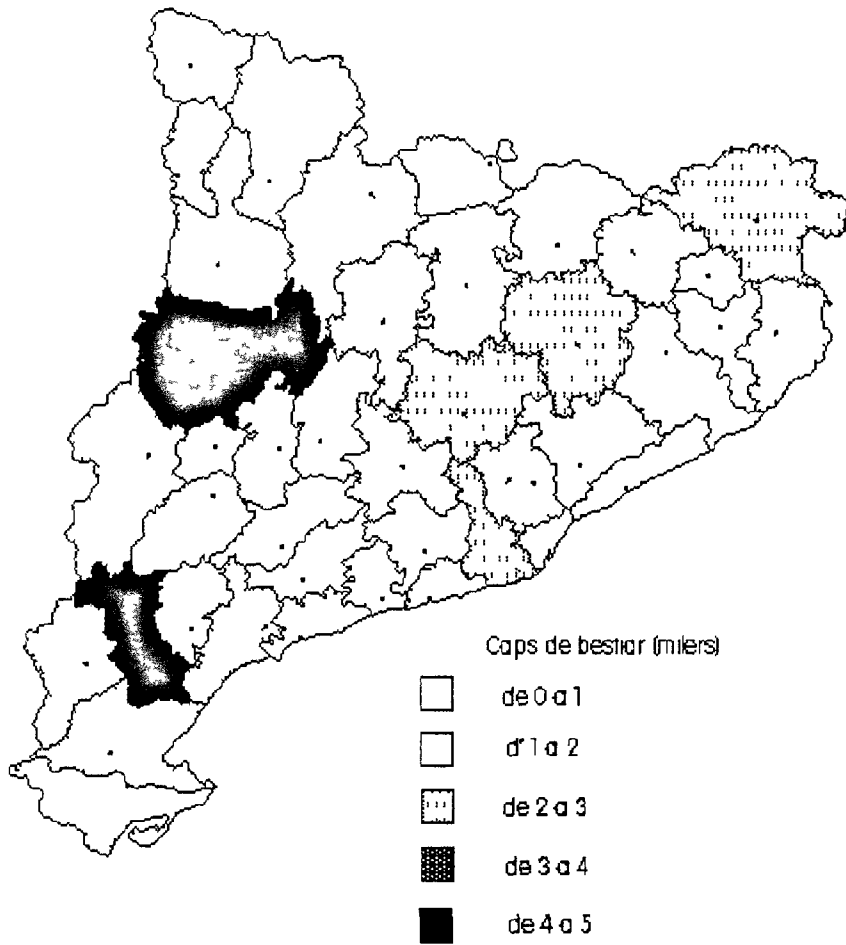 Caps de bestiar (milers)
de 0 a 1
d'1 a 2
de 2 a 3
de 3 a 4
de 4 a 5